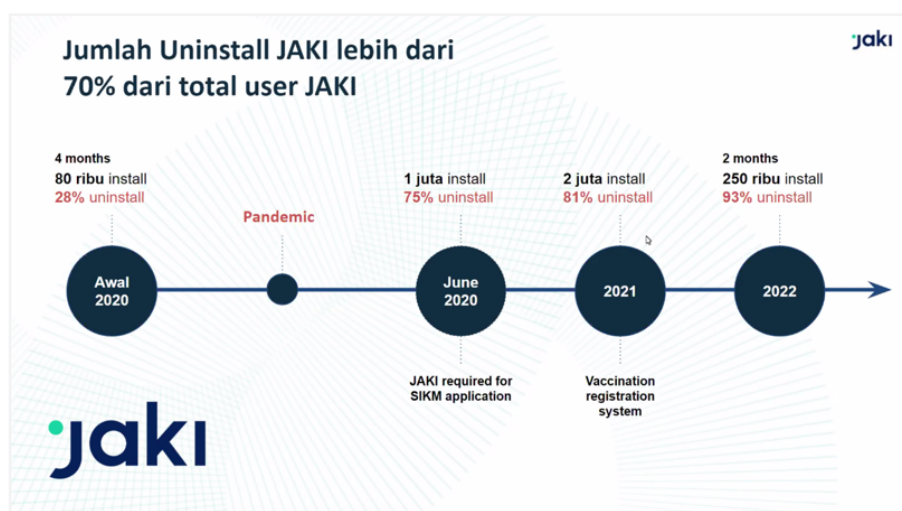 Jumlah Uninstall JAKI lebih dari
70% dari total user JAKI
jakı
4 months
80 ribu install
28% uninstall
Pandemic
1 juta install
75% uninstall
2 juta install
81% uninstall
2 months
250 ribu install
93% uninstall
Awal
2020
June
2020
2021
2022
JAKI required for
SIKM application
Vaccination
registration
system
jakı